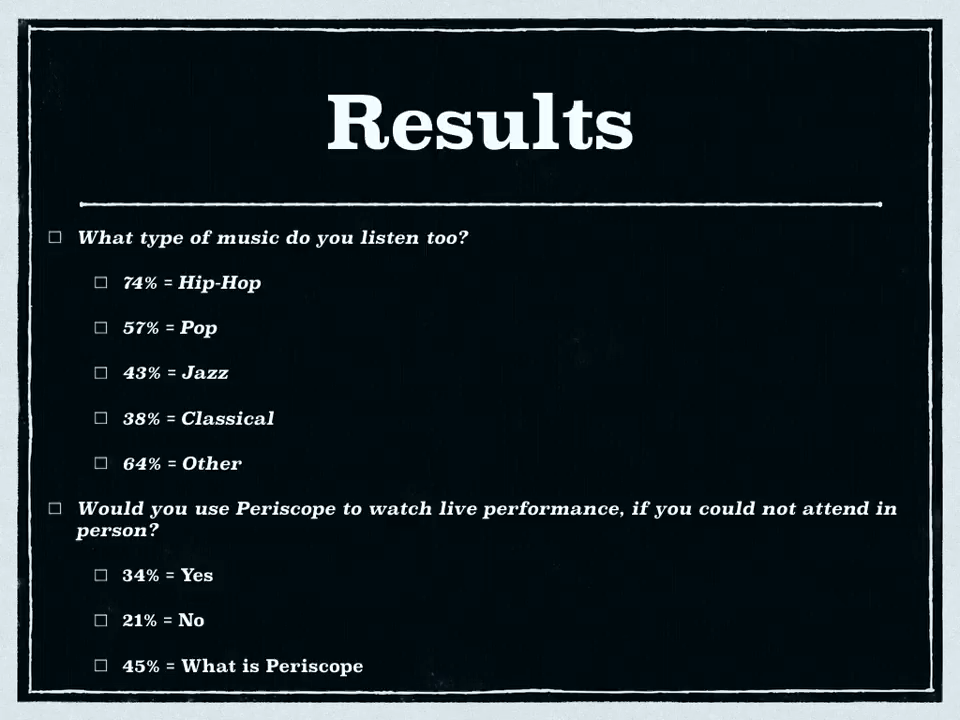 Results
What type of music do you listen too?
74% = Hip-Hop
57% = Pop
43% = Jazz
38% = Classical
64% = Other
Would you use Periscope to watch live performance, if you could not attend in
person?
34% = Yes
21% = No
45% = What is Periscope